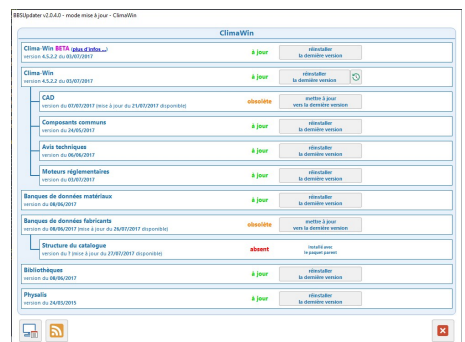 BBSUpdater v2.0.4.0 - mode mise à jour - ClimaWin
ClimaWin
Clima-Win BETA (plus d'infos ...)
version 4.5.2.2 du 03/07/2017
à jour
réinstaller
la dernière version
Clima-Win
version 4.5.2.2 du 03/07/2017
à jour
réinstaller
la dernière version
CAD
version du 07/07/2017 (mise à jour du 21/07/2017 disponible)
obsolète
mettre à jour
vers la dernière version
Composants communs
version du 24/05/2017
à jour
réinstaller
la dernière version
Avis techniques
version du 06/06/2017
à jour
réinstaller
la dernière version
Moteurs réglementaires
version du 03/07/2017
à jour
réinstaller
la dernière version
Banques de données matériaux
version du 08/06/2017
à jour
réinstaller
la dernière version
Banques de données fabricants
version du 08/06/2017 (mise à jour du 26/07/2017 disponible)
obsolète
mettre à jour
vers la dernière version
Structure du catalogue
version du ? (mise à jour du 27/07/2017 disponible)
absent
installé avec
le paquet parent
Bibliothèques
version du 08/06/2017
à jour
réinstaller
la dernière version
Physalis
version du 24/03/2015
à jour
réinstaller
la dernière version